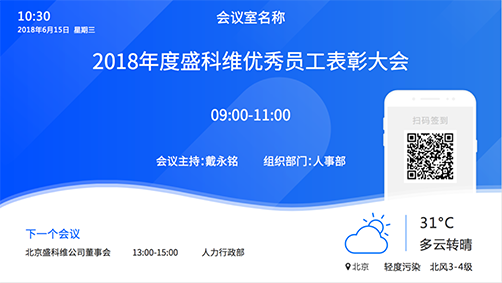 10:30
会议室名称
2018年6月15日 星期三
2018年度盛科维优秀员工表彰大会
09:00-11:00
扫码签到
会议主持:戴永铭 组织部门:人事部
下一个会议
北京盛科维公司董事会 13:00-15:00 人力行政部
31°C
多云转晴
北京 轻度污染 北风3-4级